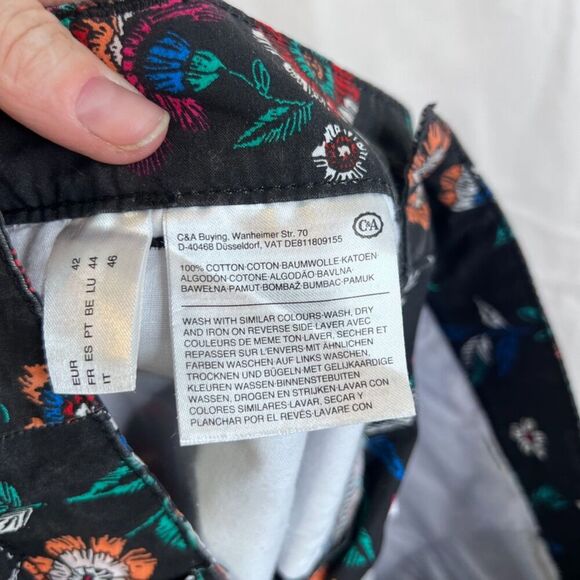 EUR 42
FR ES PT BE LU 44
IT 46
C&A Buying, Wanheimer Str. 70
D-40468 Düsseldorf, VAT DE811809155
C&A
100% COTTON-COTON-BAUMWOLLE-KATOEN
ALGODÓN-COTONE-ALGODÃO-BAVLNA-
BAWEŁNA-PAMUT-BOMBAŽ BUMBAC-PAMUK
WASH WITH SIMILAR COLOURS-WASH, DRY
AND IRON ON REVERSE SIDE LAVER AVEC
COULEURS DE MEME TON LAVER, SECHER ET
REPASSER SUR L'ENVERS-MIT ÄHNLICHEN
FARBEN WASCHEN-AUF LINKS WASCHEN,
TROCKNEN UND BÜGELN-MET GELIJKAARDIGE
KLEUREN WASSEN-BINNENSTEBUITEN
WASSEN, DROGEN EN STRIJKEN-LAVAR CON
COLORES SIMILARES-LAVAR, SECAR Y
PLANCHAR POR EL REVÉS-LAVARE CON